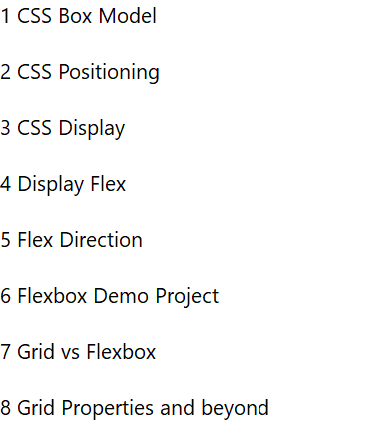 1 CSS Box Model
2 CSS Positioning
3 CSS Display
4 Display Flex
5 Flex Direction
6 Flexbox Demo Project
7 Grid vs Flexbox
8 Grid Properties and beyond